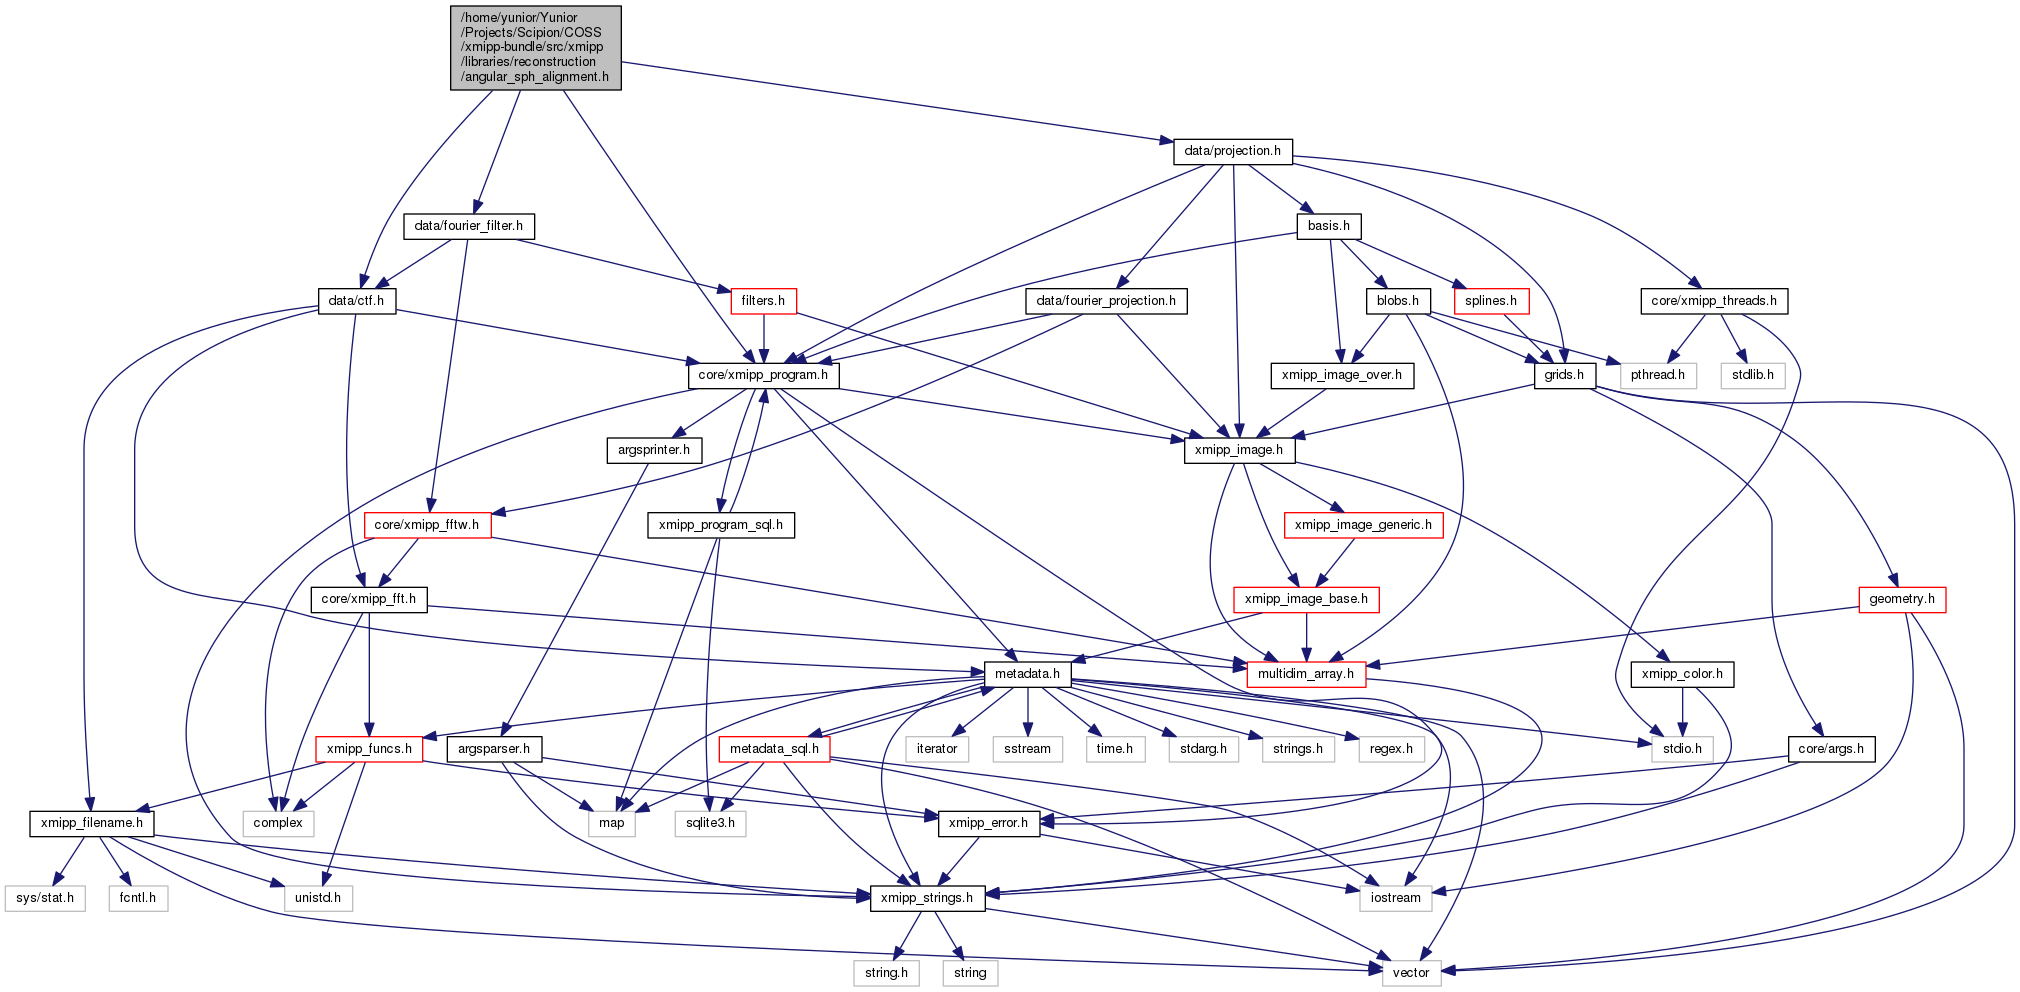 /home/yunior/Yunior
/Projects/Scipion/COSS
/xmipp-bundle/src/xmipp
/libraries/reconstruction
/angular_sph_alignment.h
data/projection.h
data/fourier_filter.h
basis.h
data/ctf.h
filters.h
data/fourier_projection.h
blobs.h
splines.h
core/xmipp_threads.h
core/xmipp_program.h
xmipp_image_over.h
grids.h
pthread.h
stdlib.h
argsprinter.h
xmipp_image.h
core/xmipp_fftw.h
xmipp_program_sql.h
xmipp_image_generic.h
core/xmipp_fft.h
xmipp_image_base.h
geometry.h
metadata.h
multidim_array.h
xmipp_color.h
xmipp_funcs.h
argsparser.h
metadata_sql.h
iterator
sstream
time.h
stdarg.h
strings.h
regex.h
stdio.h
core/args.h
xmipp_filename.h
complex
map
sqlite3.h
xmipp_error.h
sys/stat.h
fcntl.h
unistd.h
xmipp_strings.h
iostream
string.h
string
vector